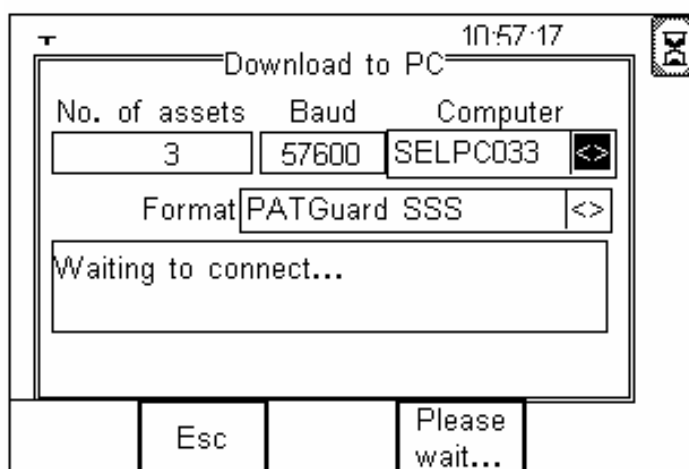 10:57:17
Download to PC
No. of assets Baud Computer
3 57600 SELPC033 <>
Format PATGuard SSS <>
Waiting to connect...
Esc Please
wait...